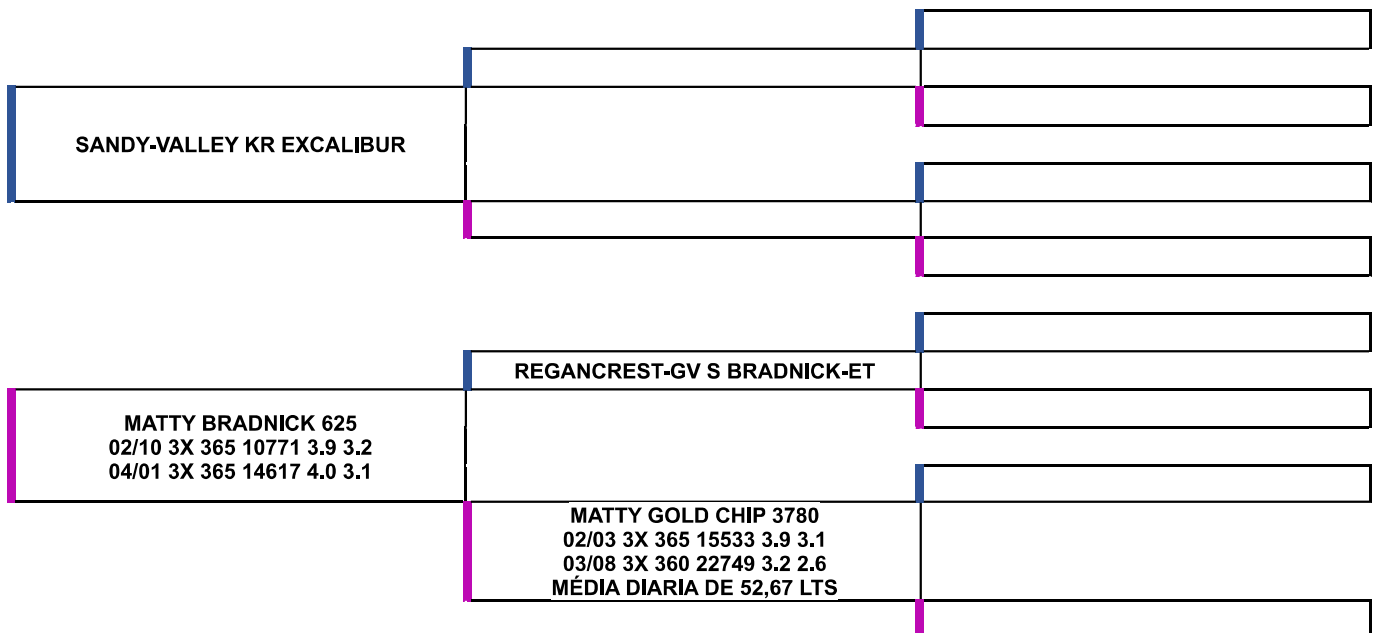 SANDY-VALLEY KR EXCALIBUR
REGANCREST-GV S BRADNICK-ET
MATTY BRADNICK 625
02/10 3X 365 10771 3.9 3.2
04/01 3X 365 14617 4.0 3.1
MATTY GOLD CHIP 3780
02/03 3X 365 15533 3.9 3.1
03/08 3X 360 22749 3.2 2.6
MÉDIA DIARIA DE 52,67 LTS